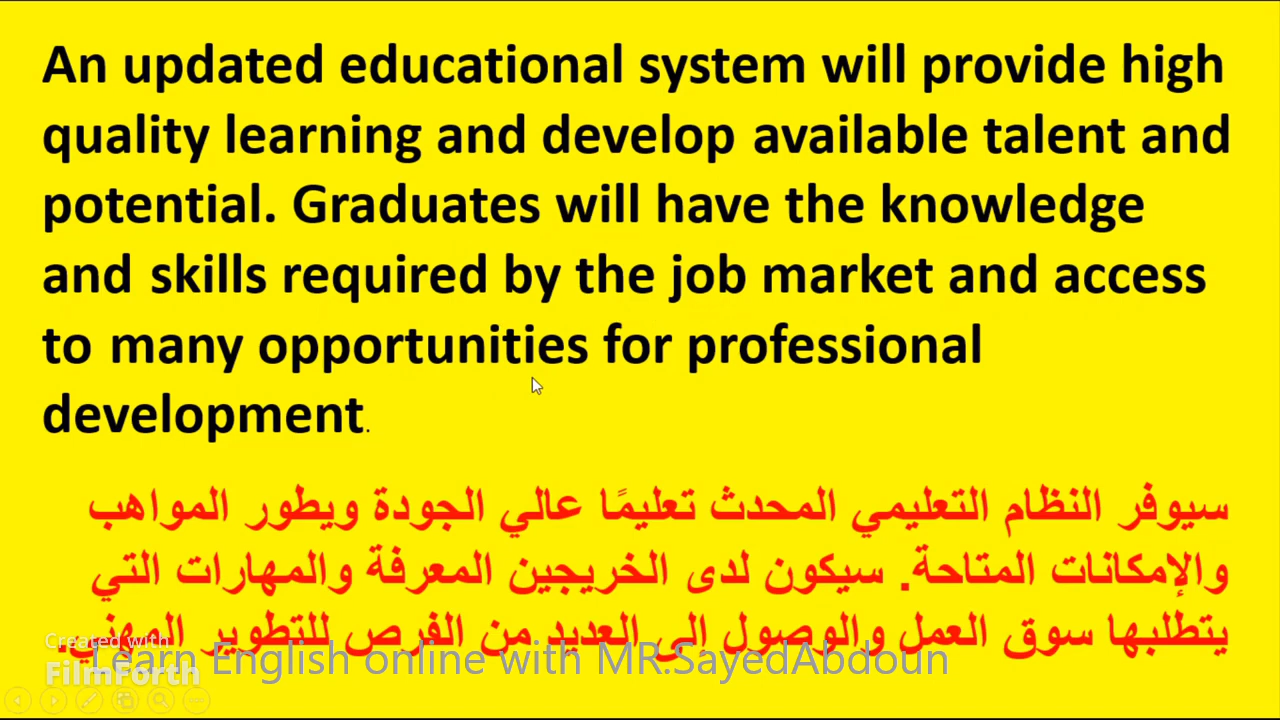 An updated educational system will provide high
quality learning and develop available talent and
potential. Graduates will have the knowledge
and skills required by the job market and access
to many opportunities for professional
development.
سيوفر النظام التعليمي المحدث تعليمًا عالي الجودة ويطور المواهب
والإمكانات المتاحة. سيكون لدى الخريجين المعرفة والمهارات التي
يتطلبها سوق العمل والوصول إلى العديد من الفرص للتطوير المهني.
Created with
FilmForth
Learn English online with MR.SayedAbdoun